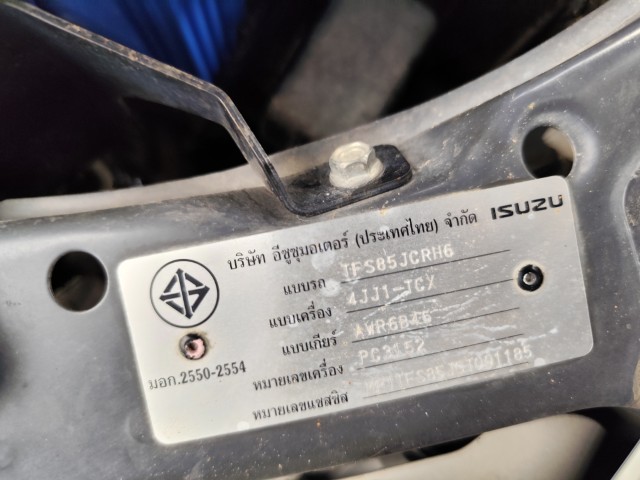 บริษัท อีซูซุมอเตอร์ (ประเทศไทย) จำกัด ISUZU
แบบรถ TFS85JCRH6
แบบเครื่อง 4JJ1-TCX
แบบเกียร์
หมายเลขเครื่อง
หมายเลขแชสซิส
มอก.2550-2554